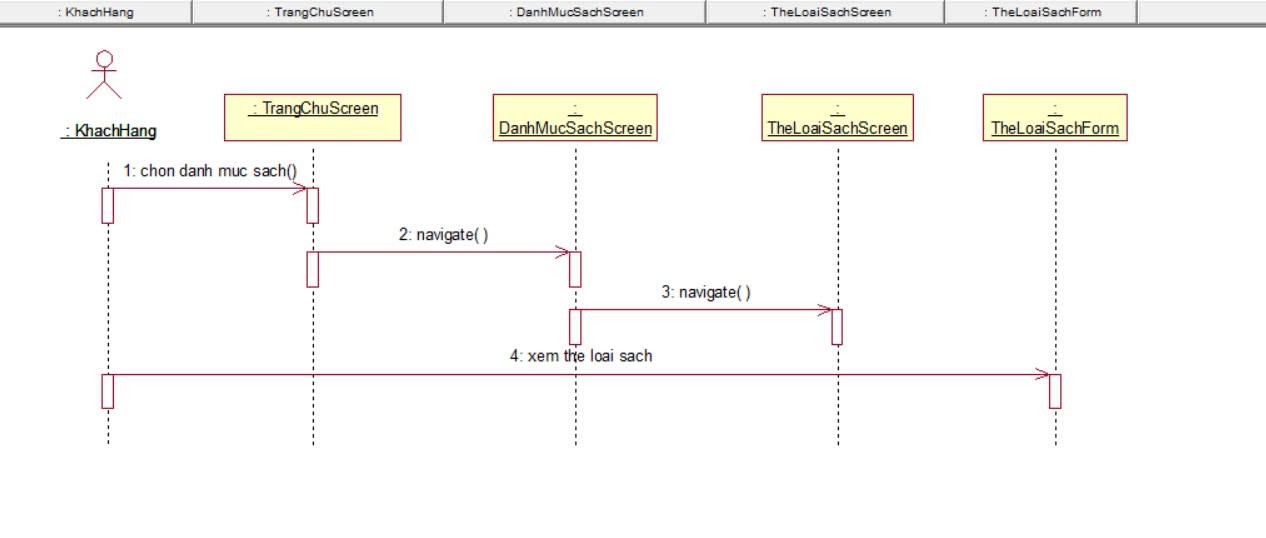 : KhachHang
: TrangChuScreen
: DanhMucSachScreen
: TheLoaiSachScreen
: TheLoaiSachForm
: KhachHang
: TrangChuScreen
:
DanhMucSachScreen
:
TheLoaiSachScreen
:
TheLoaiSachForm
1: chon danh muc sach()
2: navigate( )
3: navigate( )
4: xem the loai sach